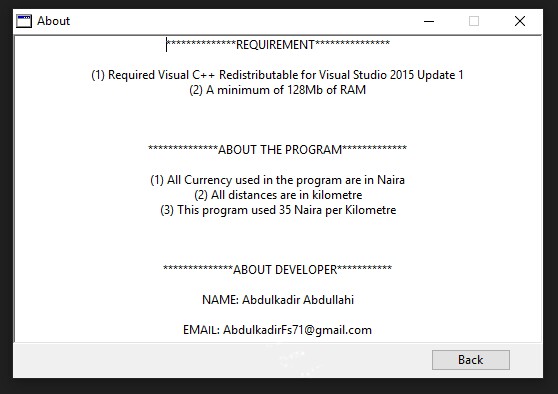 About
**************REQUIREMENT***************
(1) Required Visual C++ Redistributable for Visual Studio 2015 Update 1
(2) A minimum of 128Mb of RAM
**************ABOUT THE PROGRAM*************
(1) All Currency used in the program are in Naira
(2) All distances are in kilometre
(3) This program used 35 Naira per Kilometre
**************ABOUT DEVELOPER***********
NAME: Abdulkadir Abdullahi
EMAIL: AbdulkadirFs71@gmail.com
Back